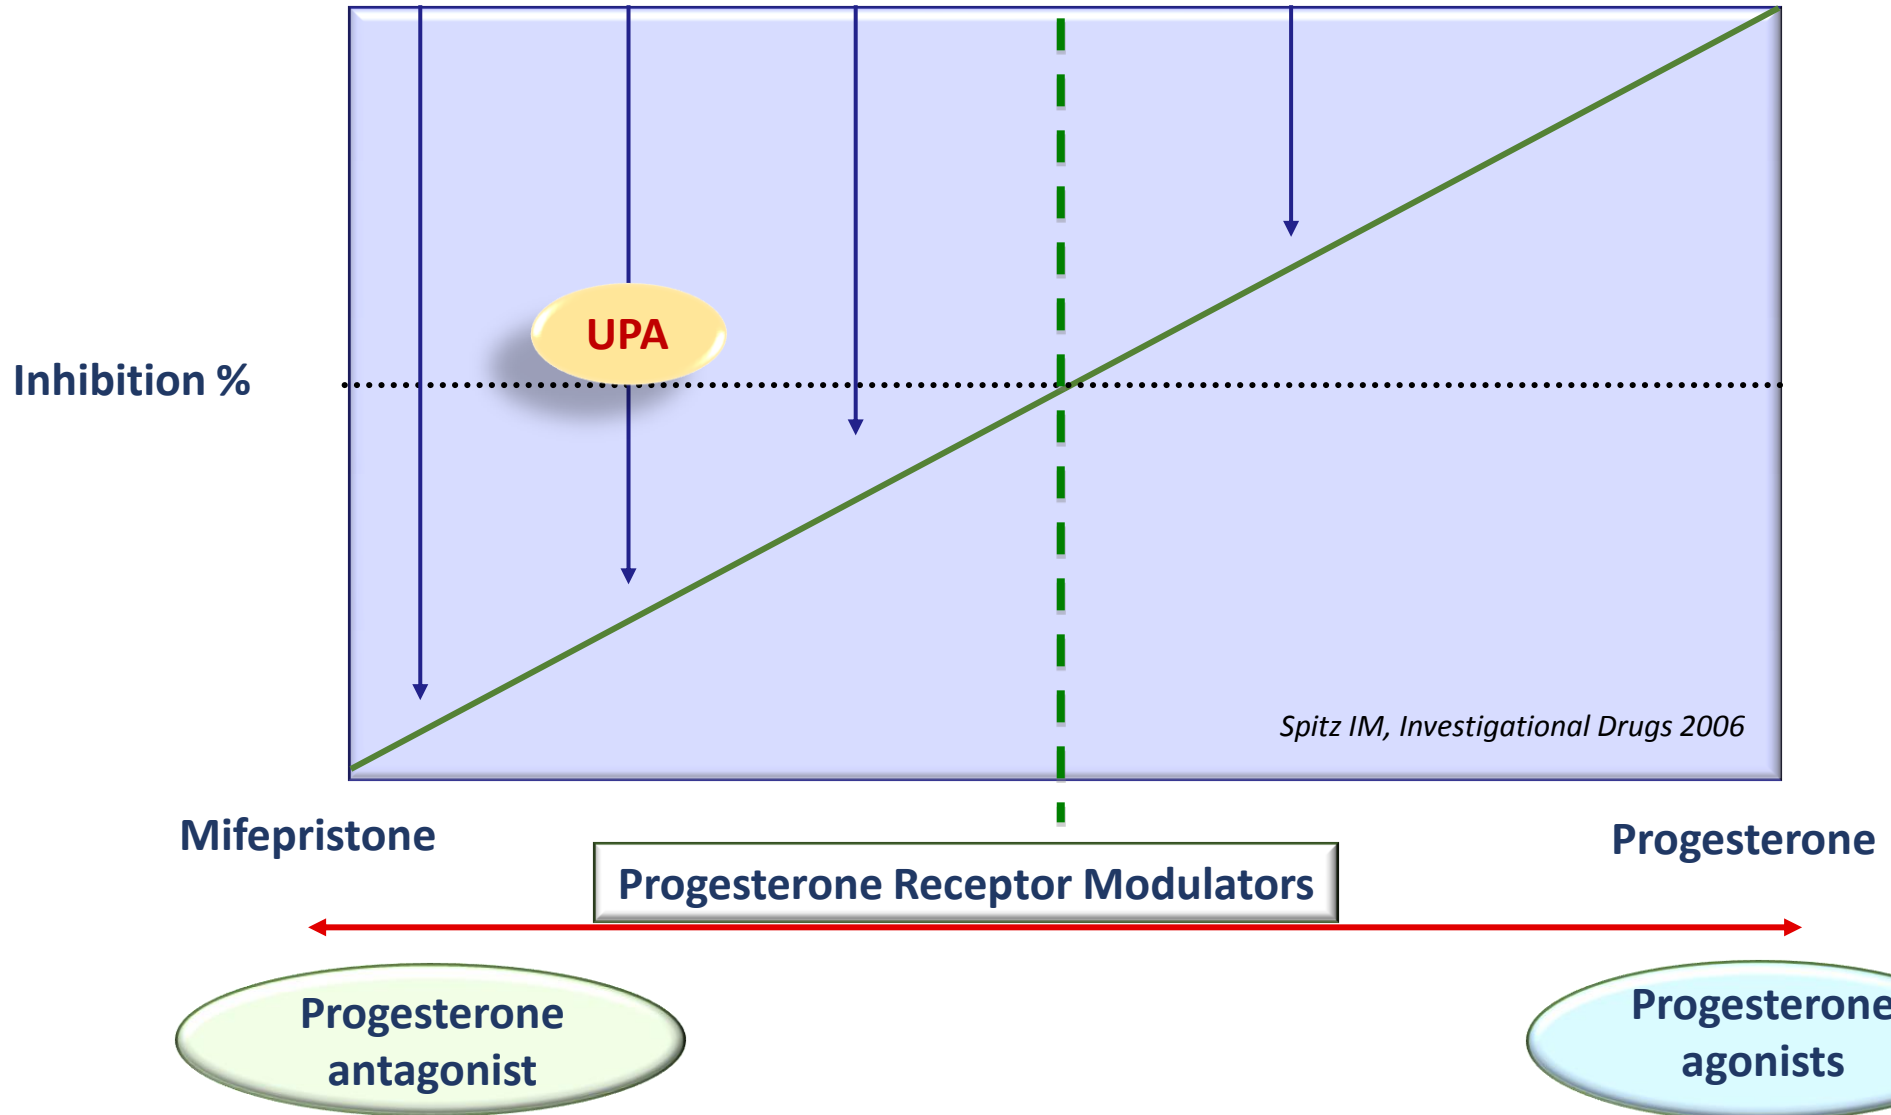 UPA
Inhibition %
Spitz IM, Investigational Drugs 2006
Mifepristone
Progesterone
Progesterone Receptor Modulators
Progesterone
antagonist
Progesterone
agonists